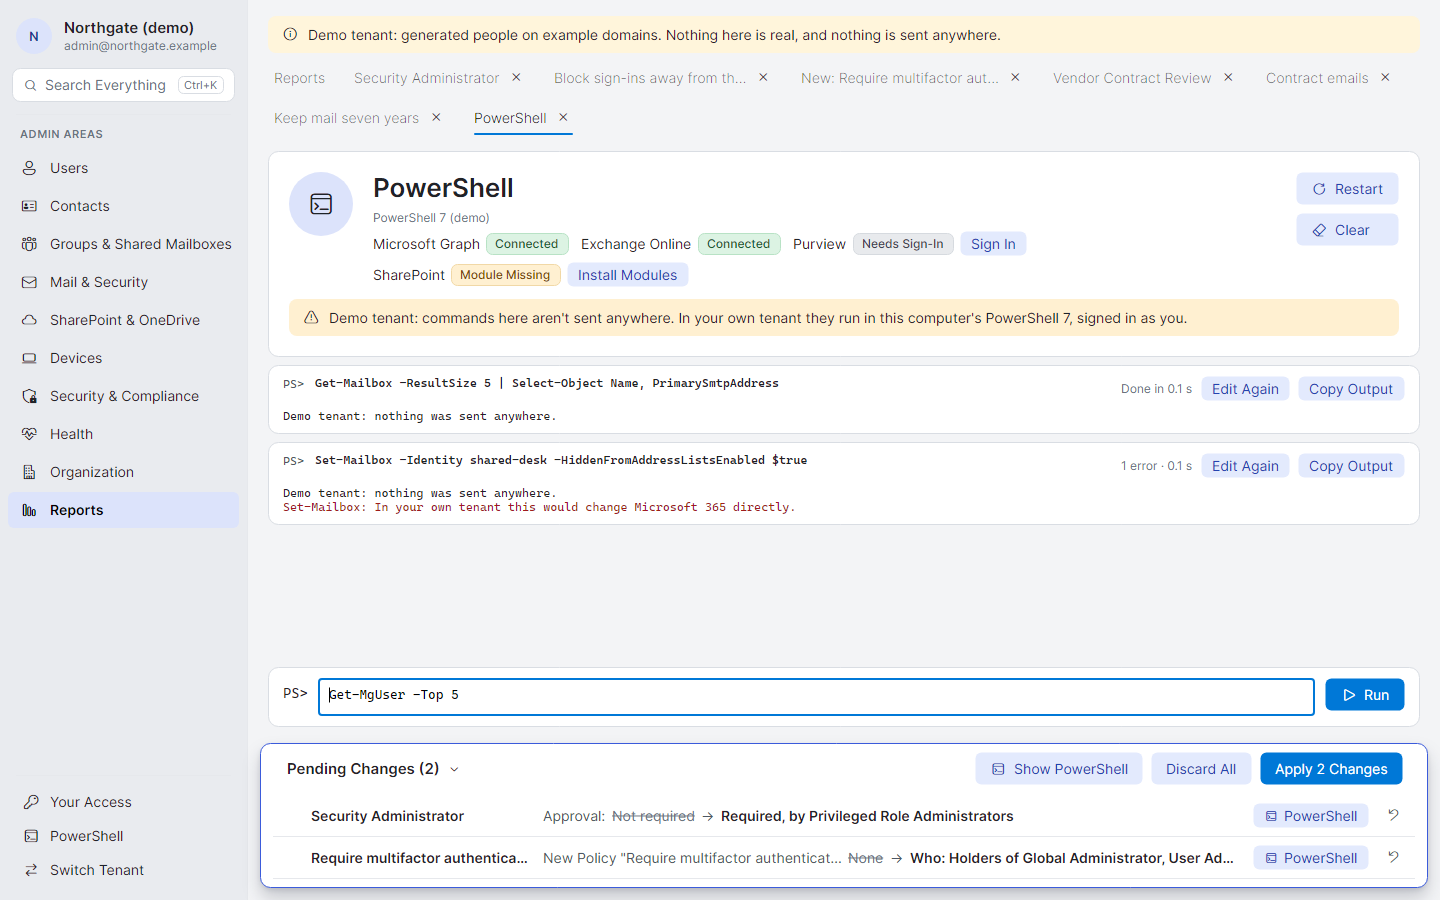 N
Northgate (demo)
admin@northgate.example
Search Everything
Ctrl+K
ADMIN AREAS
Users
Contacts
Groups & Shared Mailboxes
Mail & Security
SharePoint & OneDrive
Devices
Security & Compliance
Health
Organization
Reports
Your Access
PowerShell
Switch Tenant
Demo tenant: generated people on example domains. Nothing here is real, and nothing is sent anywhere.
Reports
Security Administrator
Block sign-ins away from th...
New: Require multifactor aut...
Vendor Contract Review
Contract emails
Keep mail seven years
PowerShell
PowerShell
PowerShell 7 (demo)
Microsoft Graph Connected Exchange Online Connected Purview Needs Sign-In Sign In
SharePoint Module Missing Install Modules
Restart
Clear
Demo tenant: commands here aren't sent anywhere. In your own tenant they run in this computer's PowerShell 7, signed in as you.
PS> Get-Mailbox -ResultSize 5 | Select-Object Name, PrimarySmtpAddress
Done in 0.1 s Edit Again Copy Output
Demo tenant: nothing was sent anywhere.
PS> Set-Mailbox -Identity shared-desk -HiddenFromAddressListsEnabled $true
1 error · 0.1 s Edit Again Copy Output
Demo tenant: nothing was sent anywhere.
Set-Mailbox: In your own tenant this would change Microsoft 365 directly.
PS> Get-MgUser -Top 5
Run
Pending Changes (2)
Show PowerShell Discard All Apply 2 Changes
Security Administrator Approval: Not required → Required, by Privileged Role Administrators PowerShell
Require multifactor authentica... New Policy "Require multifactor authenticat... None → Who: Holders of Global Administrator, User Ad... PowerShell